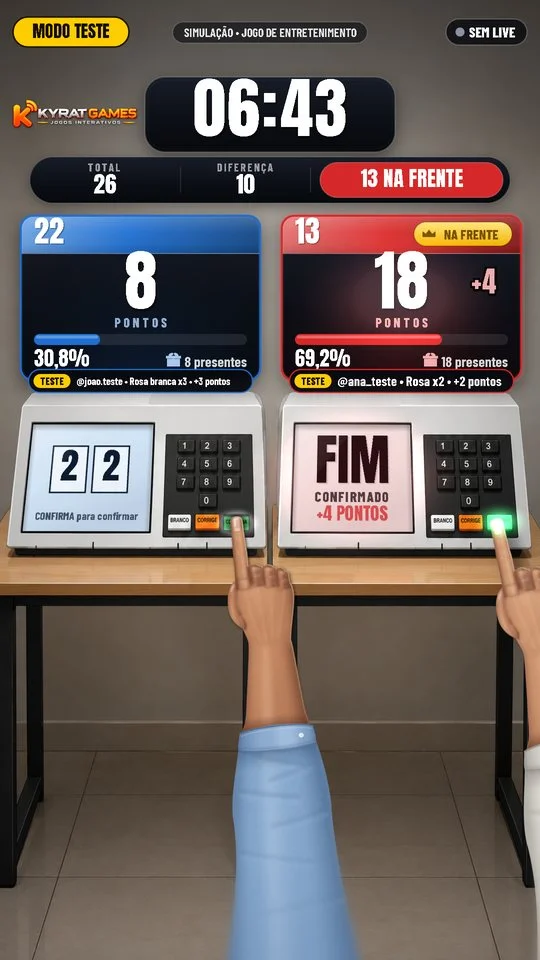 MODO TESTE
SIMULAÇÃO • JOGO DE ENTRETENIMENTO
SEM LIVE
KYRATGAMES
JOGOS INTERATIVOS
06:43
TOTAL
26
DIFERENÇA
10
13 NA FRENTE
22
8
PONTOS
30,8%
8 presentes
TESTE @joao.teste • Rosa branca x3 • +3 pontos
13
NA FRENTE
18
+4
PONTOS
69,2%
18 presentes
TESTE @ana_teste • Rosa x2 • +2 pontos
2 2
CONFIRMA para confirmar
1 2 3
4 5 6
7 8 9
0
BRANCO CORRIGE
FIM
CONFIRMADO
+4 PONTOS
1 2 3
4 5 6
7 8 9
0
BRANCO CORRIGE